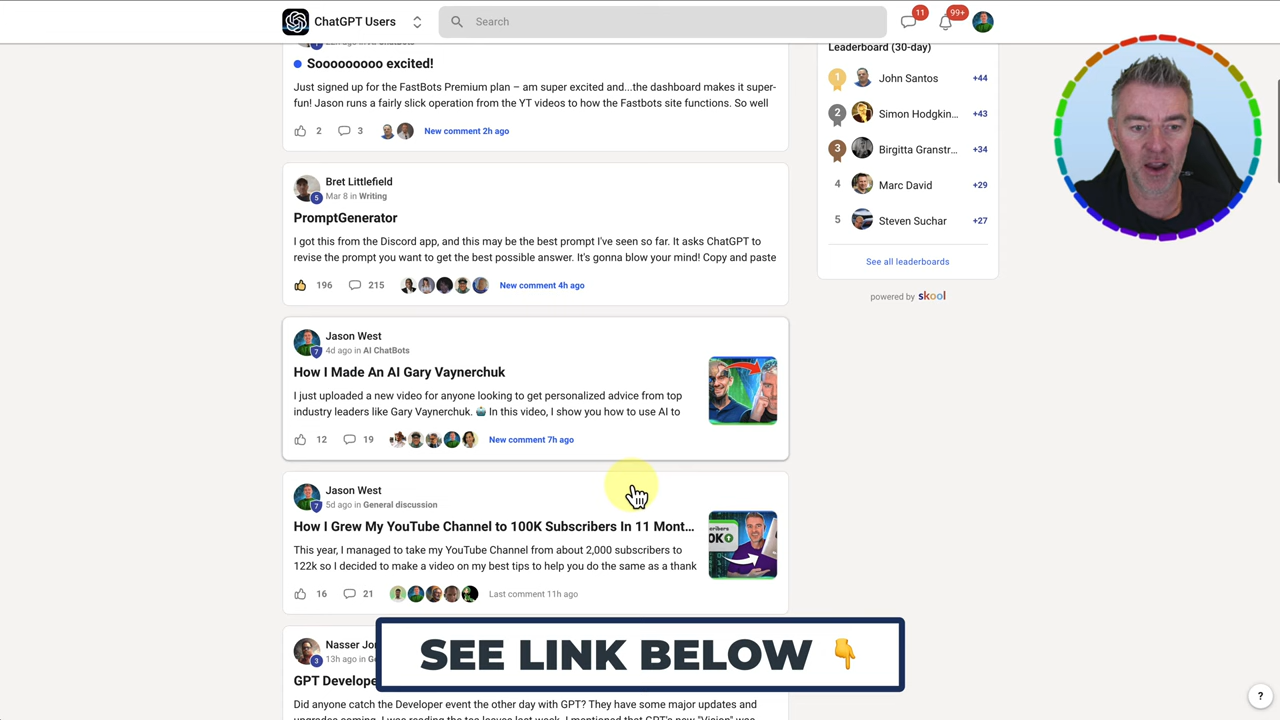 ChatGPT Users
Search
11
99+
Leaderboard (30-day)
Sooooooooo excited!
Just signed up for the FastBots Premium plan – am super excited and...the dashboard makes it super-
fun! Jason runs a fairly slick operation from the YT videos to how the Fastbots site functions. So well
2 3 New comment 2h ago
1 John Santos +44
2 Simon Hodgkin... +43
3 Birgitta Granstr... +34
4 Marc David +29
5 Steven Suchar +27
See all leaderboards
powered by skool
Bret Littlefield
5 Mar 8 in Writing
PromptGenerator
I got this from the Discord app, and this may be the best prompt I've seen so far. It asks ChatGPT to
revise the prompt you want to get the best possible answer. It's gonna blow your mind! Copy and paste
196 215 New comment 4h ago
Jason West
7 4d ago in AI ChatBots
How I Made An AI Gary Vaynerchuk
I just uploaded a new video for anyone looking to get personalized advice from top
industry leaders like Gary Vaynerchuk. 🤖 In this video, I show you how to use AI to
12 19 New comment 7h ago
Jason West
7 5d ago in General discussion
How I Grew My YouTube Channel to 100K Subscribers In 11 Mont...
This year, I managed to take my YouTube Channel from about 2,000 subscribers to
122k so I decided to make a video on my best tips to help you do the same as a thank
16 21 Last comment 11h ago
Nasser Jo
3 13h ago in G
GPT Develope
Did anyone catch the Developer event the other day with GPT? They have some major updates and
SEE LINK BELOW 👇
?